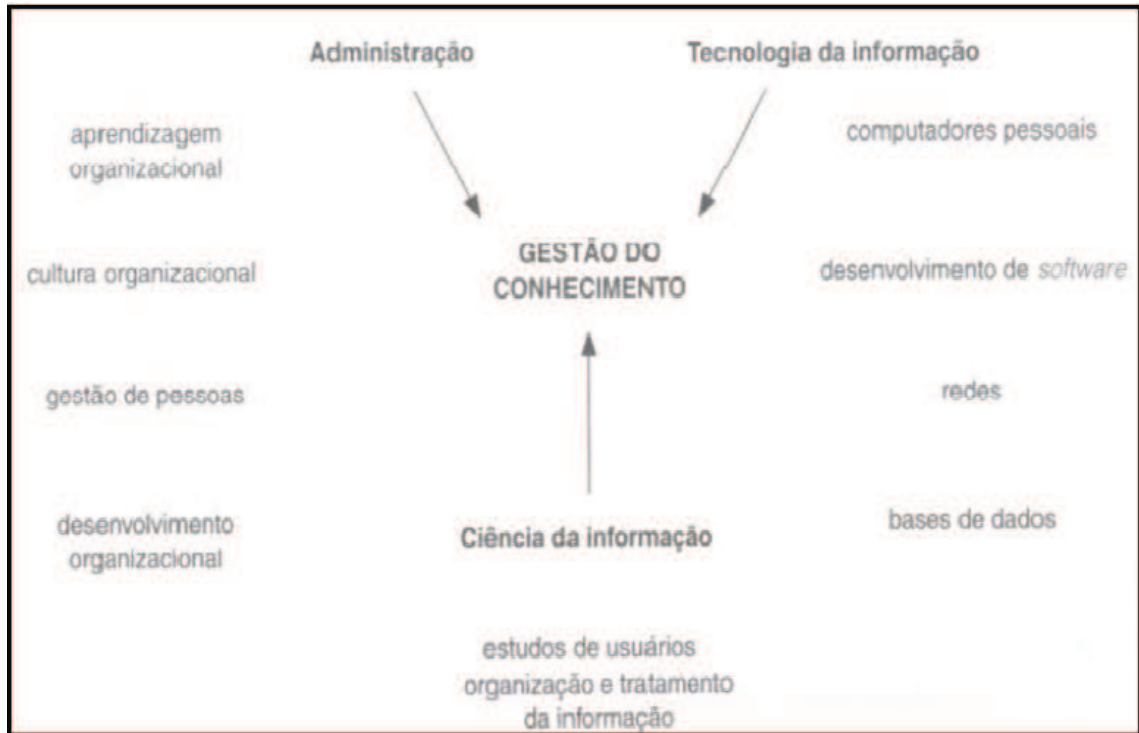 Administração
Tecnologia da informação
aprendizagem
organizacional
computadores pessoais
GESTÃO DO
CONHECIMENTO
cultura organizacional
desenvolvimento de software
gestão de pessoas
redes
desenvolvimento
organizacional
Ciência da informação
bases de dados
estudos de usuários
organização e tratamento
da informação